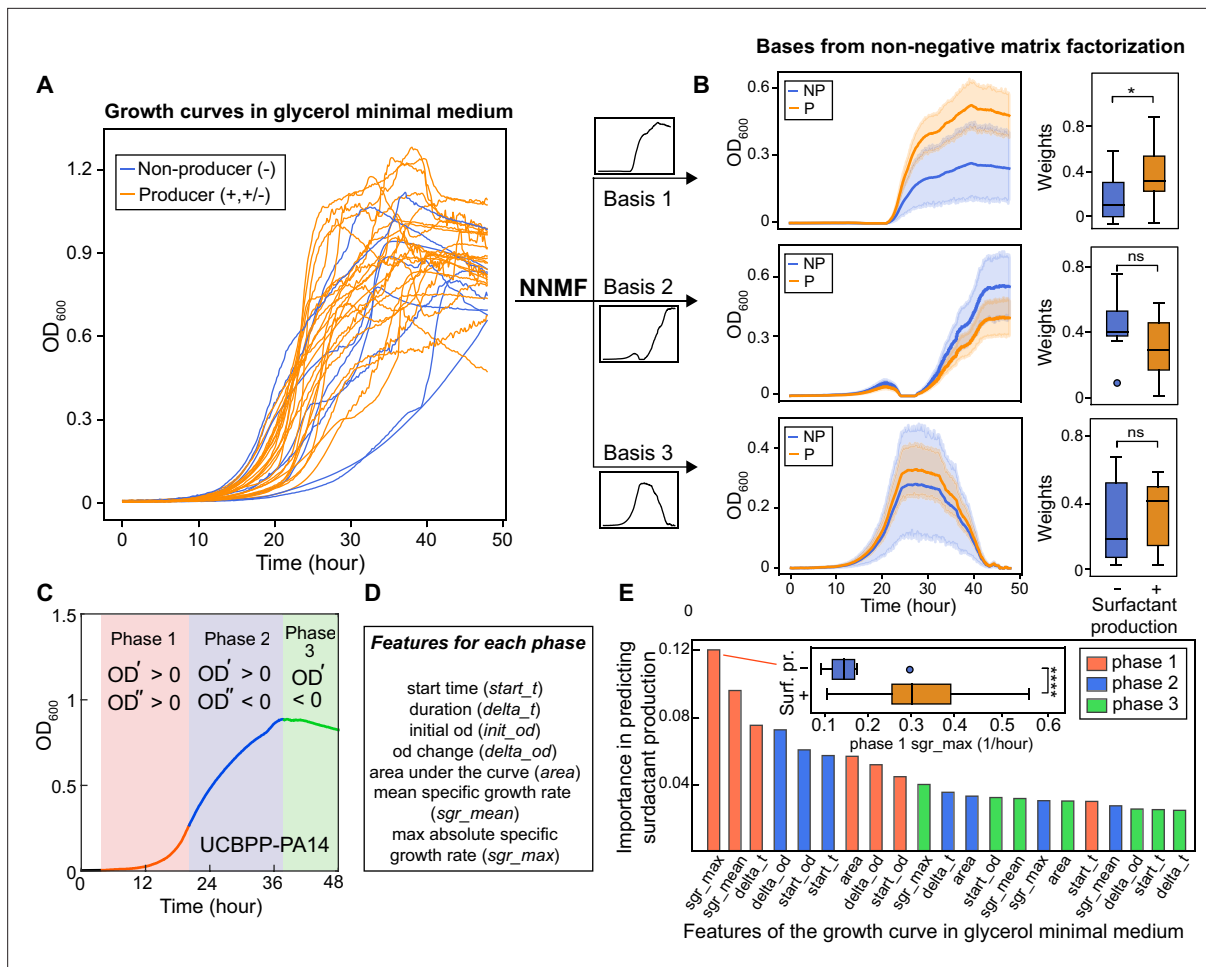 Bases from non-negative matrix factorization
A
Growth curves in glycerol minimal medium
Non-producer (-)
Producer (+,+/-)
OD600
1.2
0.9
0.6
0.3
0
0 10 20 30 40 50
Time (hour)
NNMF
Basis 1
Basis 2
Basis 3
B
NP
P
OD600
0.6
0.3
0
Weights
0.8
0.4
0
*
NP
P
OD600
0.6
0.3
0
Weights
0.8
0.4
0
ns
NP
P
OD600
0.4
0.2
0
0 10 20 30 40 50
Time (hour)
Weights
0.8
0.4
0
ns
- +
Surfactant
production
C
OD600
1.5
1
0.5
0
Phase 1
OD' > 0
OD'' > 0
Phase 2
OD' > 0
OD'' < 0
Phase
3
OD'
< 0
UCBPP-PA14
0 12 24 36 48
Time (hour)
D
Features for each phase
start time (start_t)
duration (delta_t)
initial od (init_od)
od change (delta_od)
area under the curve (area)
mean specific growth rate
(sgr_mean)
max absolute specific
growth rate (sgr_max)
E
0
Importance in predicting
surdactant production
0.12
0.08
0.04
Surf. pr.
-
+
****
0.1 0.2 0.3 0.4 0.5 0.6
phase 1 sgr_max (1/hour)
phase 1
phase 2
phase 3
sgr_max
sgr_mean
delta_t
delta_od
start_od
start_t
area
delta_od
start_od
sgr_max
delta_t
area
start_od
sgr_mean
sgr_max
area
start_t
sgr_mean
delta_od
start_t
delta_t
Features of the growth curve in glycerol minimal medium